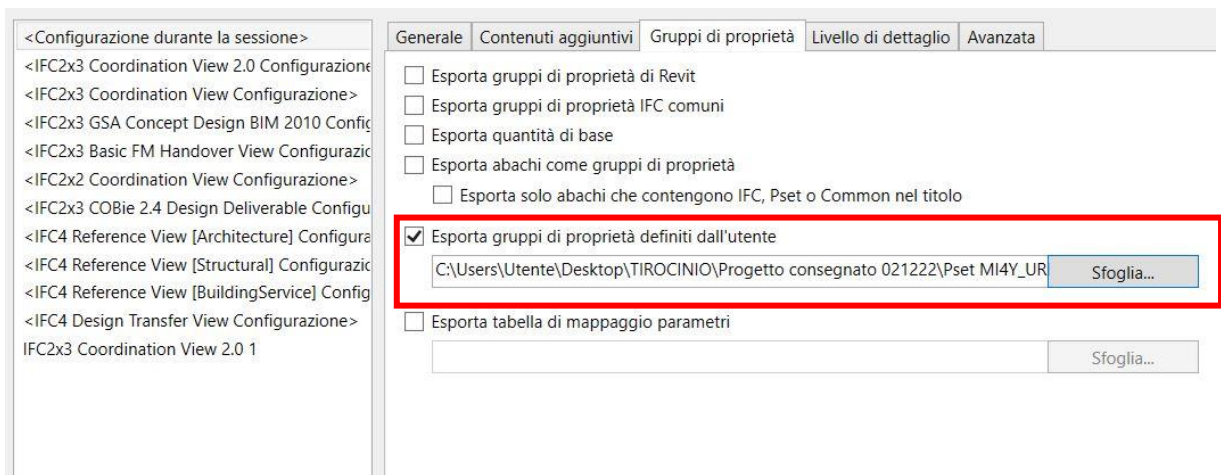 <Configurazione durante la sessione>
<IFC2x3 Coordination View 2.0 Configurazione
<IFC2x3 Coordination View Configurazione>
<IFC2x3 GSA Concept Design BIM 2010 Config
<IFC2x3 Basic FM Handover View Configurazic
<IFC2x2 Coordination View Configurazione>
<IFC2x3 COBie 2.4 Design Deliverable Configu
<IFC4 Reference View [Architecture] Configura
<IFC4 Reference View [Structural] Configurazic
<IFC4 Reference View [BuildingService] Config
<IFC4 Design Transfer View Configurazione>
IFC2x3 Coordination View 2.0 1
Generale Contenuti aggiuntivi Gruppi di proprietà Livello di dettaglio Avanzata
Esporta gruppi di proprietà di Revit
Esporta gruppi di proprietà IFC comuni
Esporta quantità di base
Esporta abachi come gruppi di proprietà
Esporta solo abachi che contengono IFC, Pset o Common nel titolo
Esporta gruppi di proprietà definiti dall'utente
C:\Users\Utente\Desktop\TIROCINIO\Progetto consegnato 021222\Pset MI4Y_UR Sfoglia...
Esporta tabella di mappaggio parametri
Sfoglia...